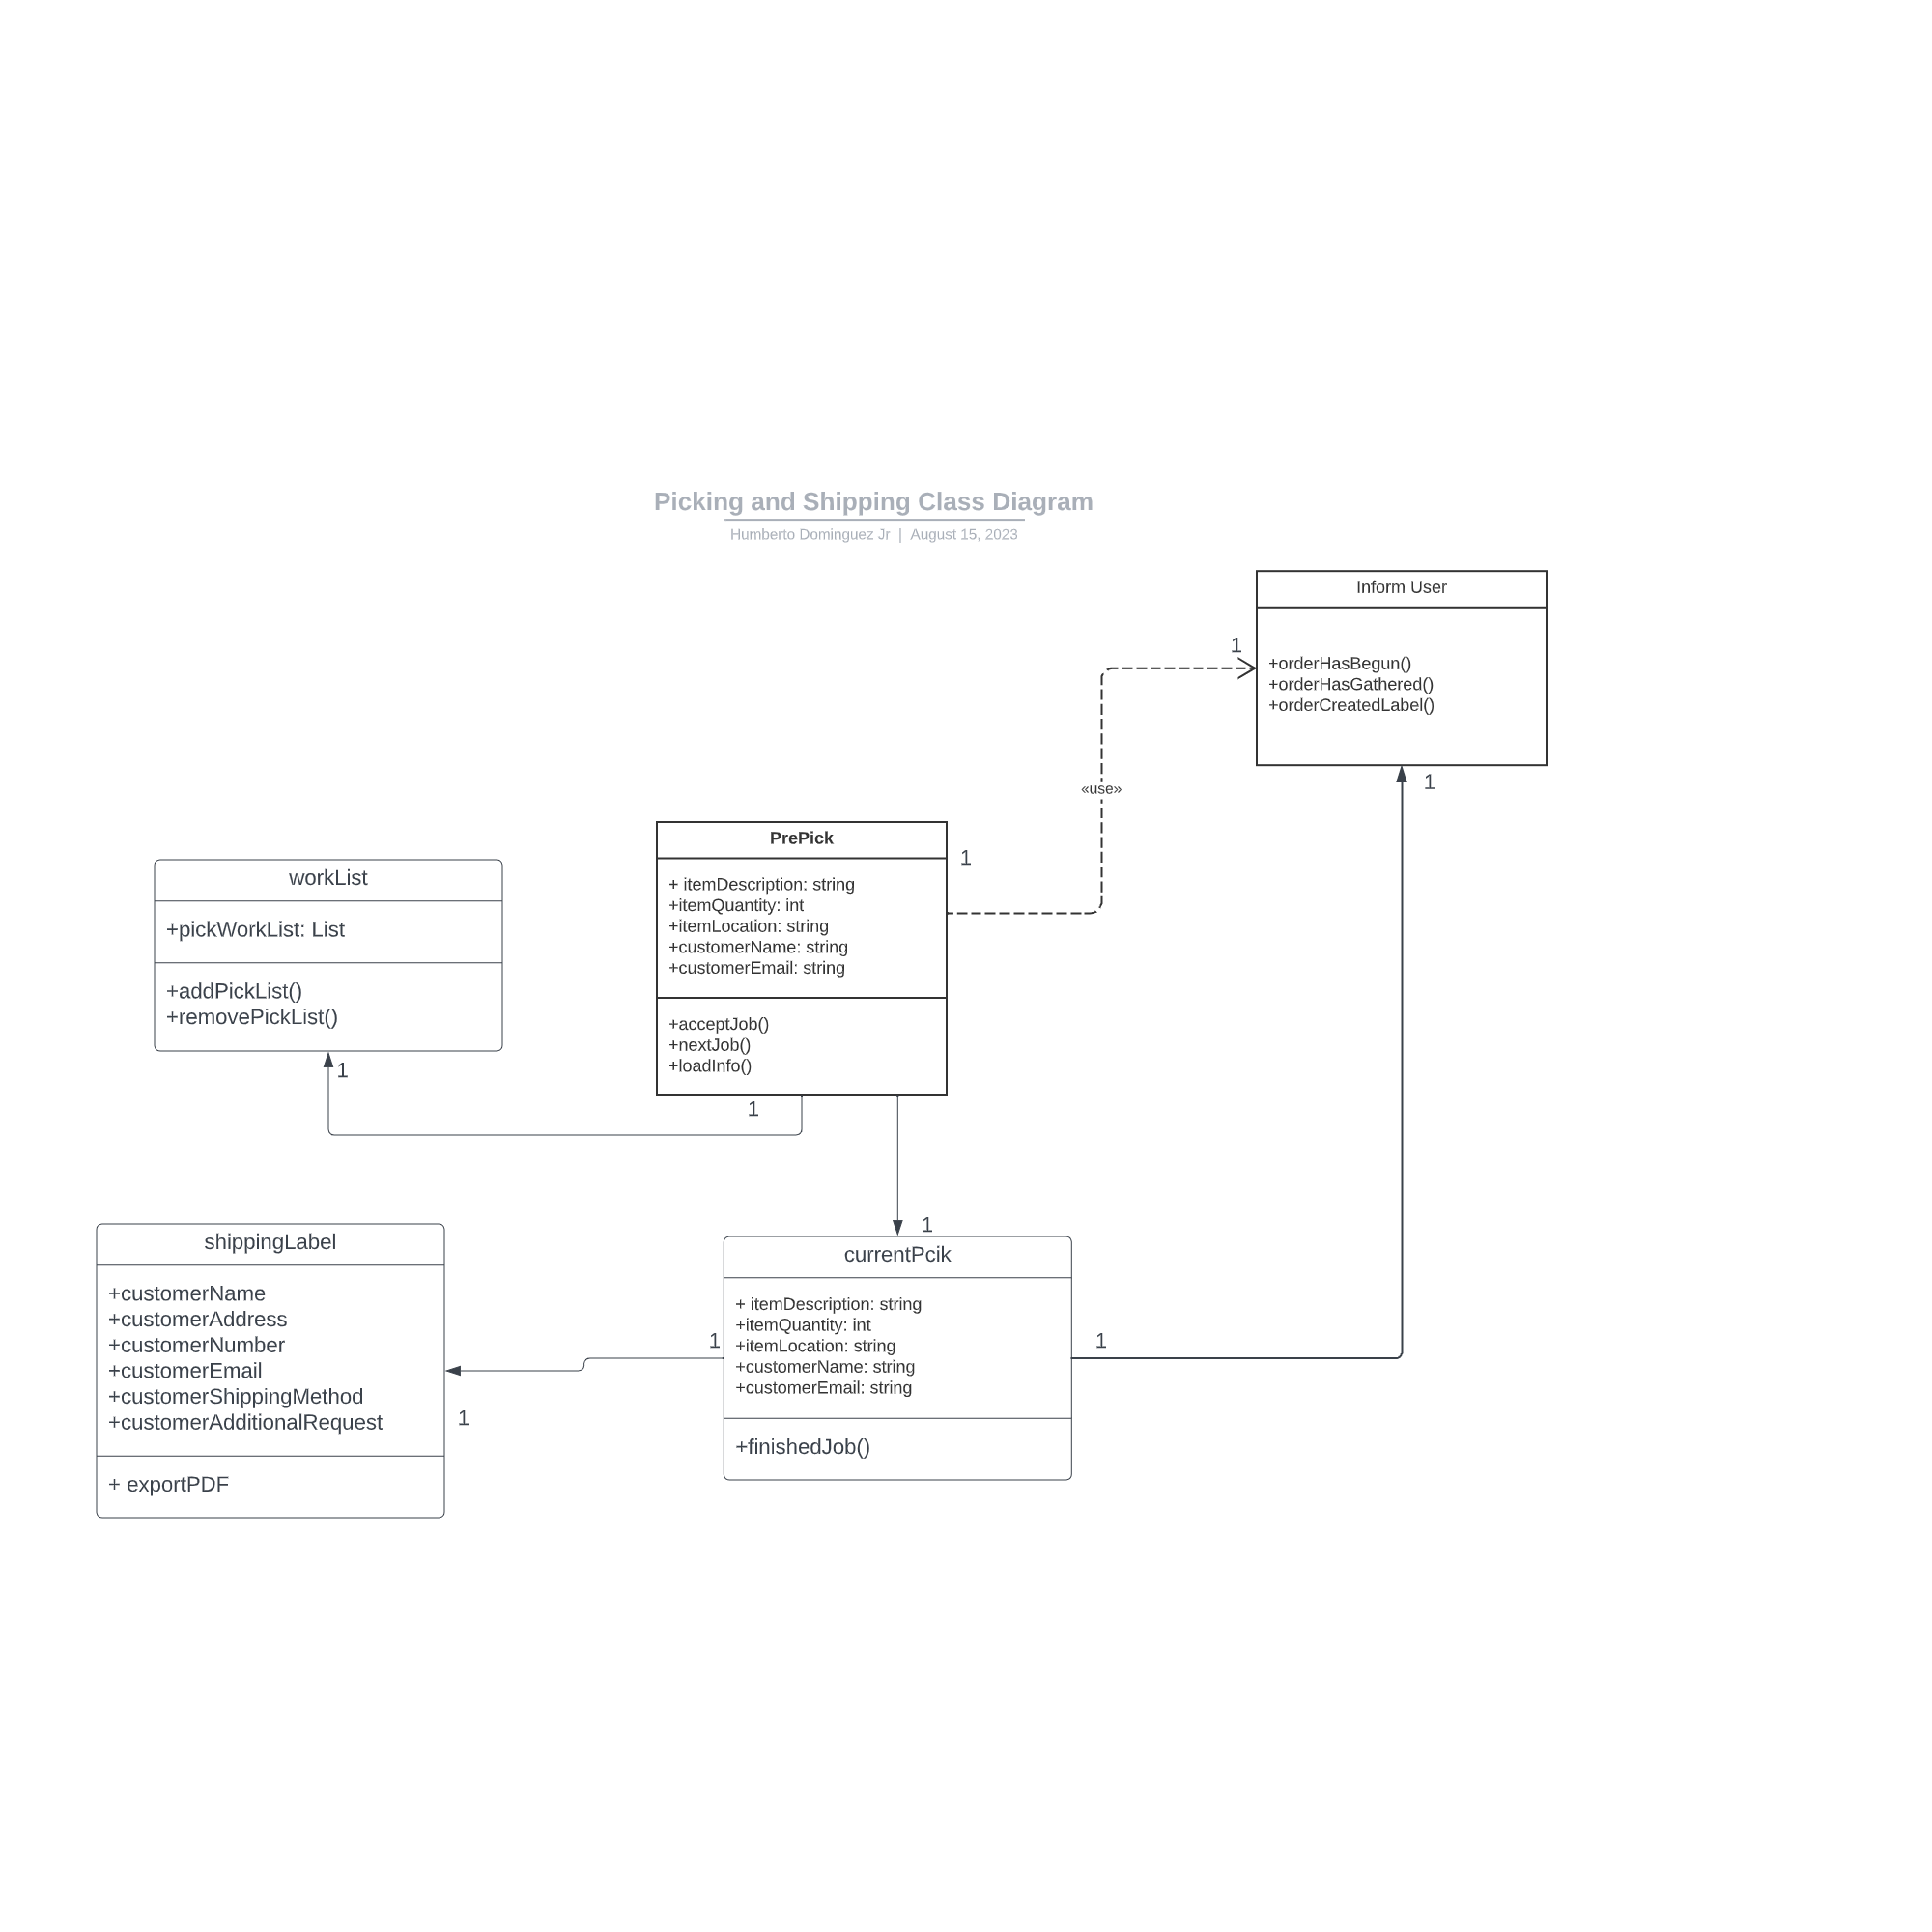 Picking and Shipping Class Diagram
Humberto Dominguez Jr | August 15, 2023
Inform User
+orderHasBegun()
+orderHasGathered()
+orderCreatedLabel()
1
1
«use»
PrePick
+ itemDescription: string
+itemQuantity: int
+itemLocation: string
+customerName: string
+customerEmail: string
+acceptJob()
+nextJob()
+loadInfo()
1
1
workList
+pickWorkList: List
+addPickList()
+removePickList()
1
shippingLabel
+customerName
+customerAddress
+customerNumber
+customerEmail
+customerShippingMethod
+customerAdditionalRequest
+ exportPDF
1
1
currentPcik
+ itemDescription: string
+itemQuantity: int
+itemLocation: string
+customerName: string
+customerEmail: string
+finishedJob()
1
1